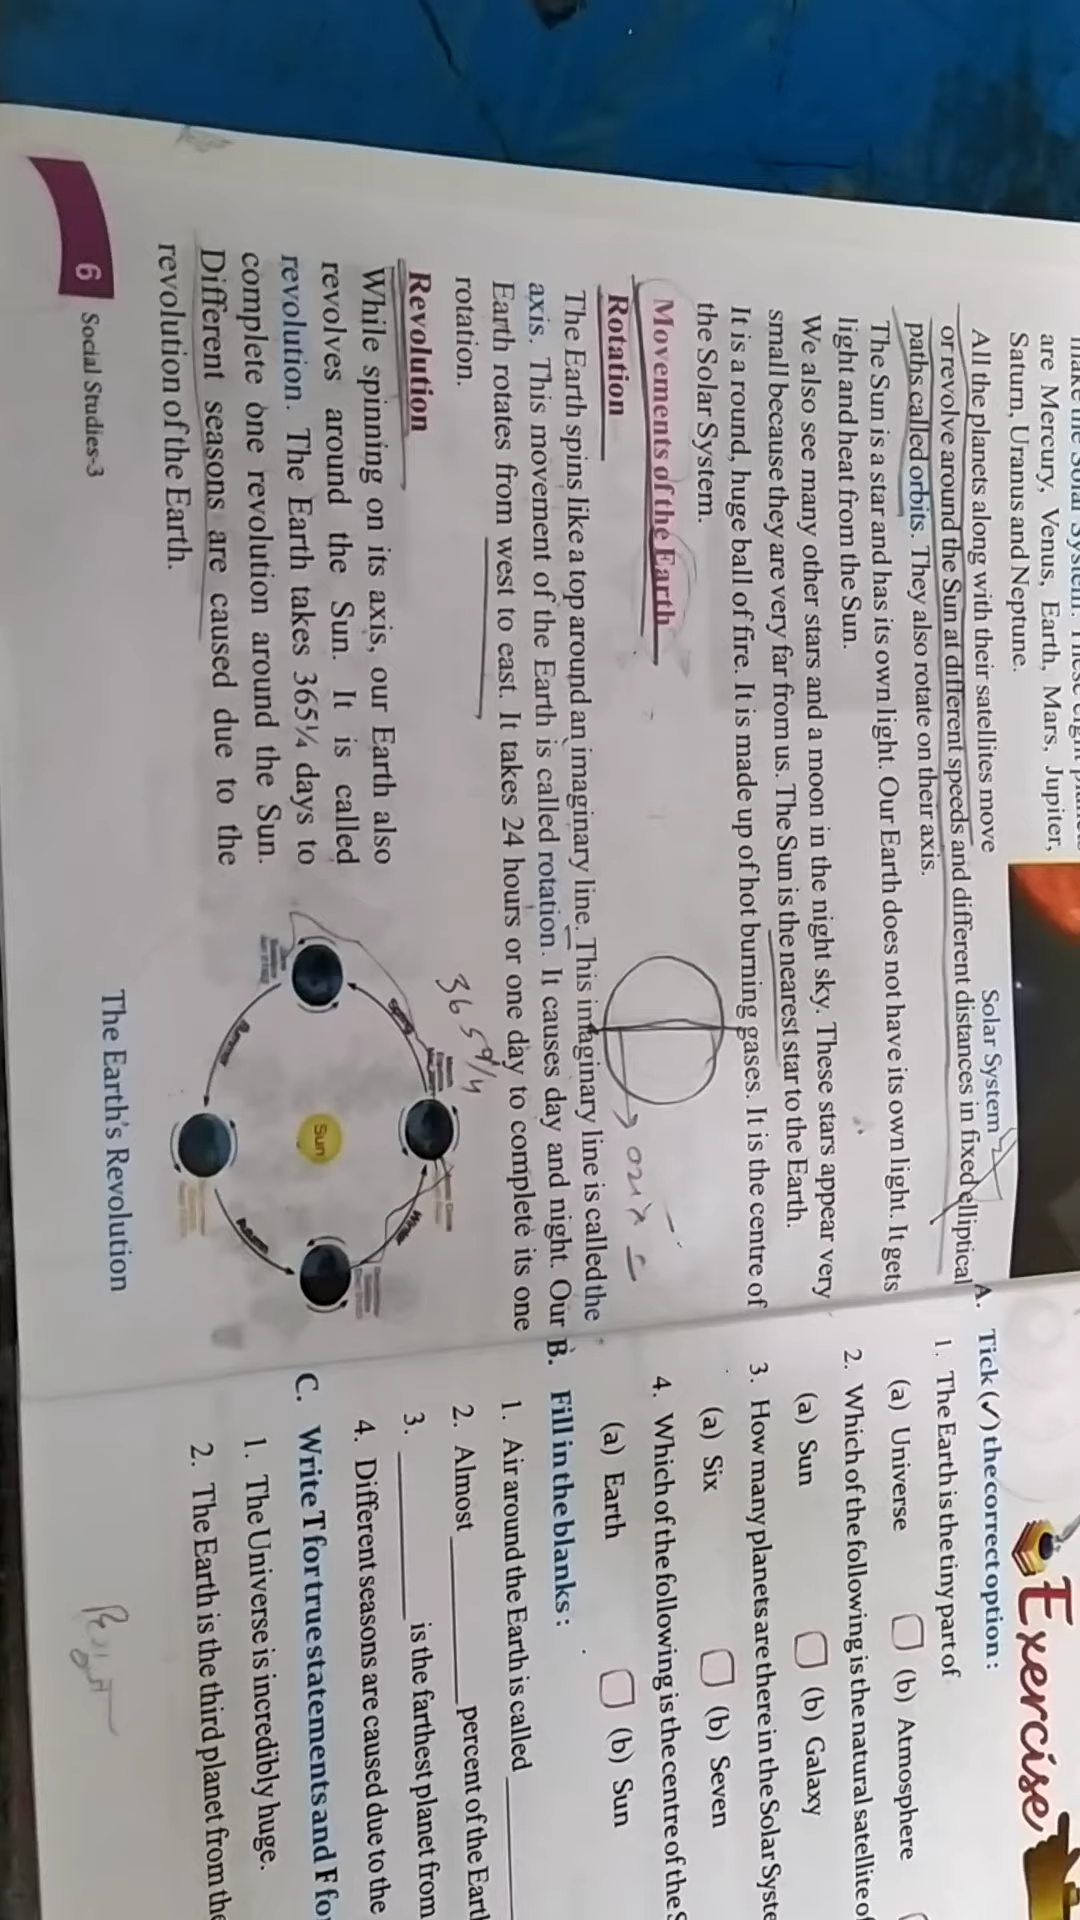 are Mercury, Venus, Earth, Mars, Jupiter,
Saturn, Uranus and Neptune.
Solar System
All the planets along with their satellites move
or revolve around the Sun at different speeds and different distances in fixed elliptical
paths called orbits. They also rotate on their axis.
The Sun is a star and has its own light. Our Earth does not have its own light. It gets
light and heat from the Sun.
We also see many other stars and a moon in the night sky. These stars appear very
small because they are very far from us. The Sun is the nearest star to the Earth.
It is a round, huge ball of fire. It is made up of hot burning gases. It is the centre of
the Solar System.
Movements of the Earth
Rotation
The Earth spins like a top around an imaginary line. This imaginary line is called the
axis. This movement of the Earth is called rotation. It causes day and night. Our
Earth rotates from west to east. It takes 24 hours or one day to complete its one
rotation.
Revolution
While spinning on its axis, our Earth also
revolves around the Sun. It is called
revolution. The Earth takes 365¼ days to
complete one revolution around the Sun.
Different seasons are caused due to the
revolution of the Earth.
Sun
The Earth's Revolution
6 Social Studies-3
Exercise
A. Tick (✓) the correct option :
1. The Earth is the tiny part of
(a) Universe (b) Atmosphere
2. Which of the following is the natural satellite of
(a) Sun (b) Galaxy
3. How many planets are there in the Solar Syste
(a) Six (b) Seven
4. Which of the following is the centre of the S
(a) Earth (b) Sun
B. Fill in the blanks :
1. Air around the Earth is called
2. Almost ________ percent of the Eart
3. ________ is the farthest planet from
4. Different seasons are caused due to the
C. Write T for true statements and F fo
1. The Universe is incredibly huge.
2. The Earth is the third planet from the